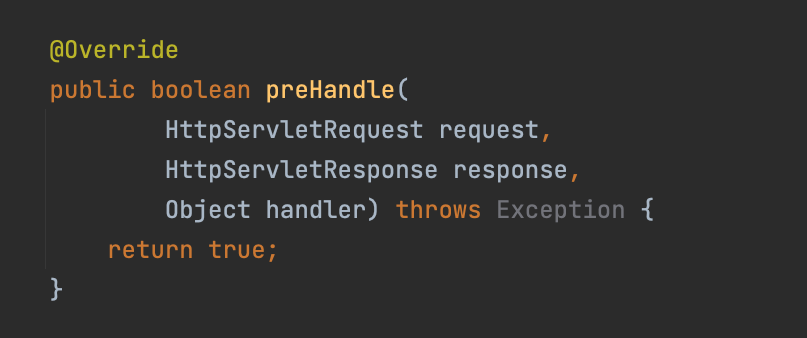 @Override
public boolean preHandle(
        HttpServletRequest request,
        HttpServletResponse response,
        Object handler) throws Exception {
    return true;
}